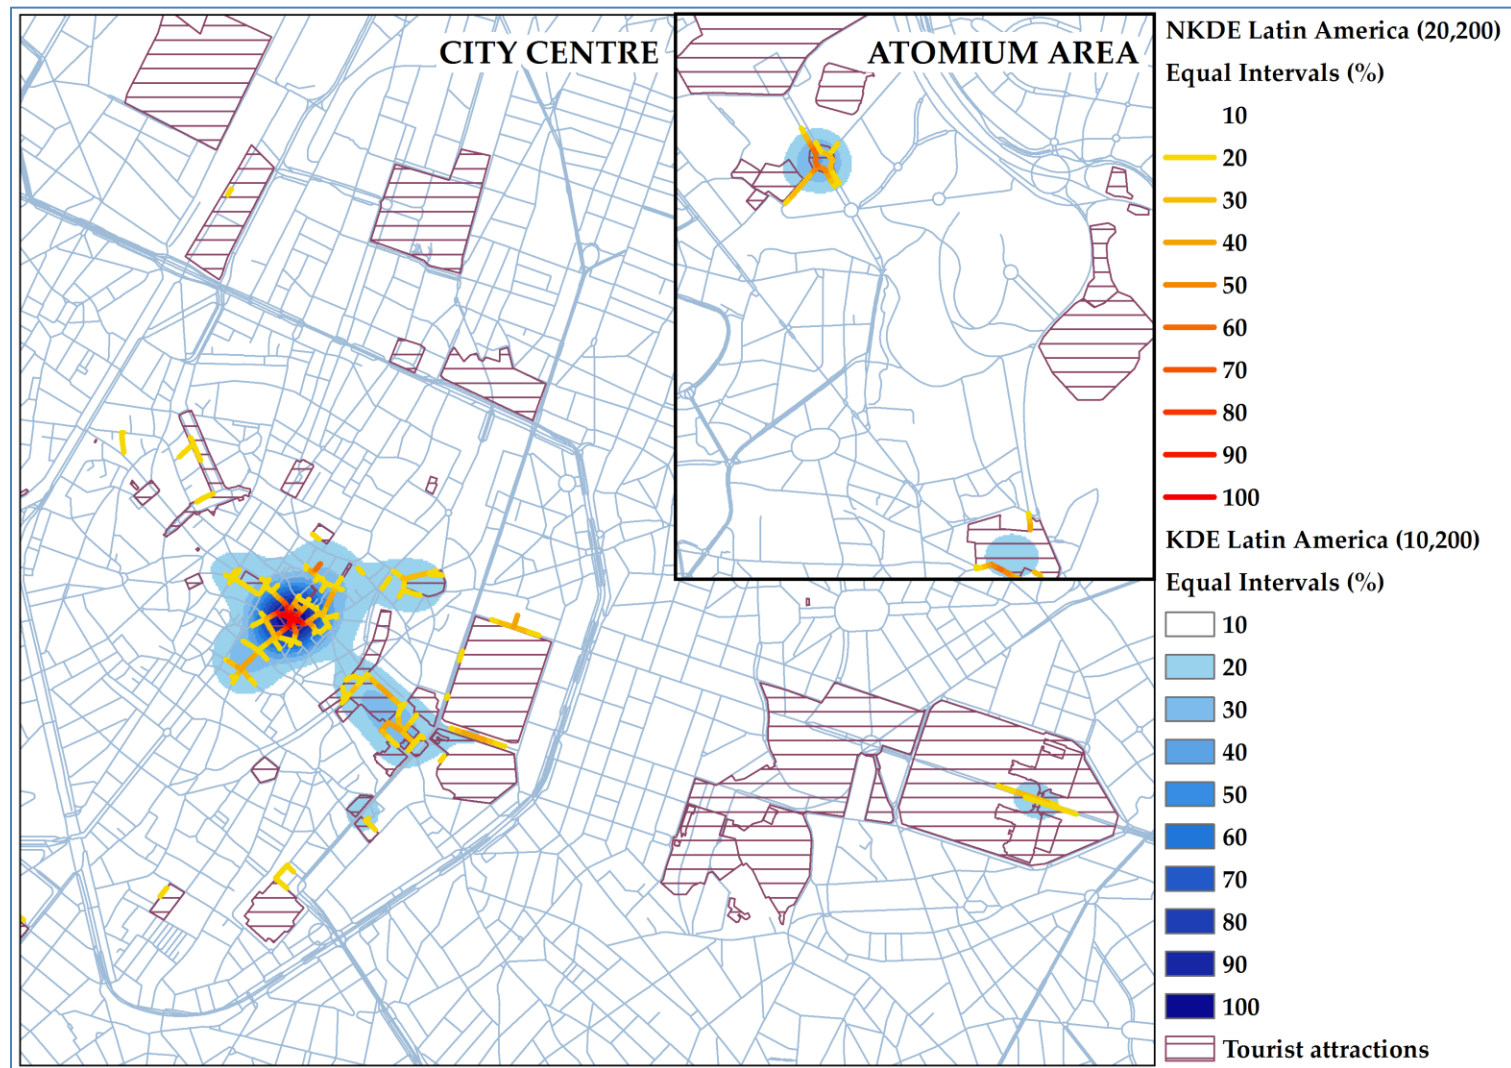 CITY CENTRE
ATOMIUM AREA
NKDE Latin America (20,200)
Equal Intervals (%)
10
20
30
40
50
60
70
80
90
100
KDE Latin America (10,200)
Equal Intervals (%)
10
20
30
40
50
60
70
80
90
100
Tourist attractions